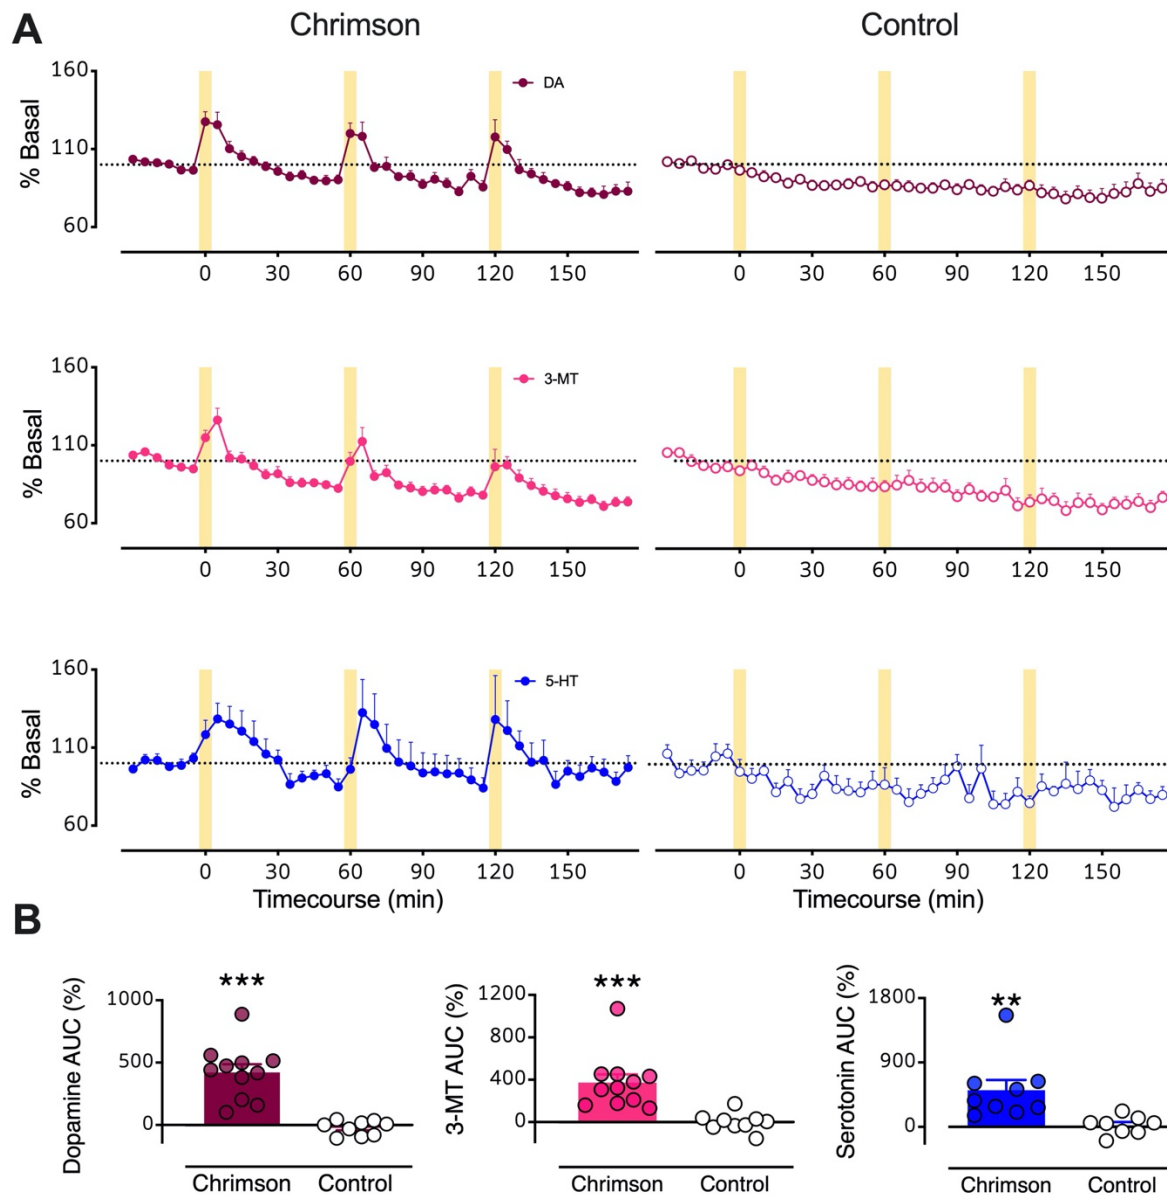 A
Chrimson
Control
% Basal
160
110
60
DA
0 30 60 90 120 150
0 30 60 90 120 150
% Basal
160
110
60
3-MT
0 30 60 90 120 150
0 30 60 90 120 150
% Basal
160
110
60
5-HT
0 30 60 90 120 150
0 30 60 90 120 150
Timecourse (min)
Timecourse (min)
B
Dopamine AUC (%)
1000
500
0
***
Chrimson Control
3-MT AUC (%)
1200
800
400
0
***
Chrimson Control
Serotonin AUC (%)
1800
900
0
**
Chrimson Control